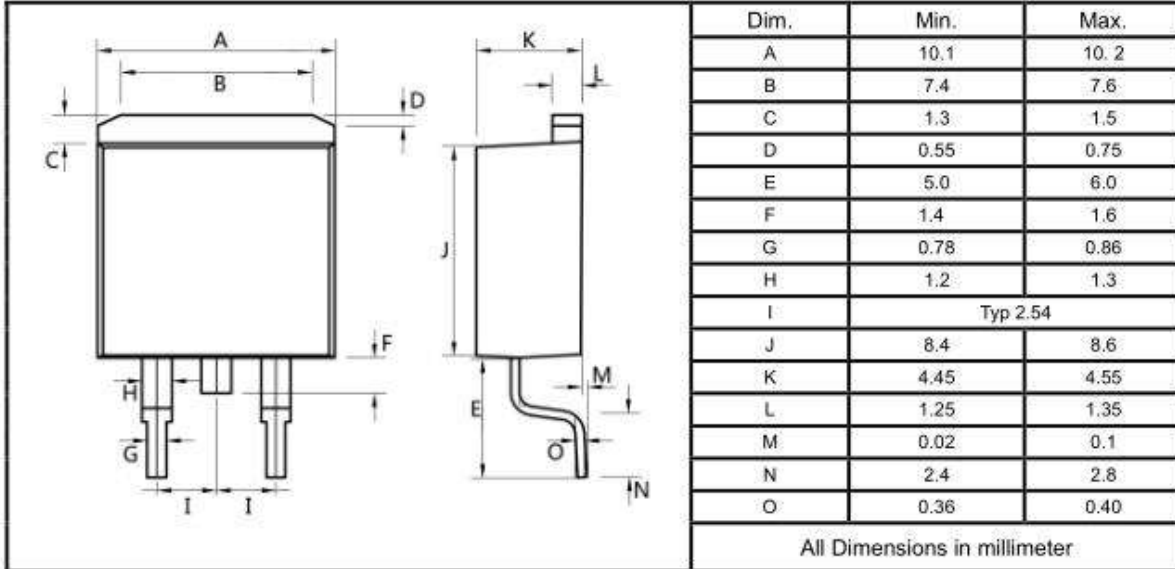 A
B
C
D
F
H
G
E
I I
K
L
J
M
O
N
Dim. Min. Max.
A 10.1 10. 2
B 7.4 7.6
C 1.3 1.5
D 0.55 0.75
E 5.0 6.0
F 1.4 1.6
G 0.78 0.86
H 1.2 1.3
I Typ 2.54
J 8.4 8.6
K 4.45 4.55
L 1.25 1.35
M 0.02 0.1
N 2.4 2.8
O 0.36 0.40
All Dimensions in millimeter